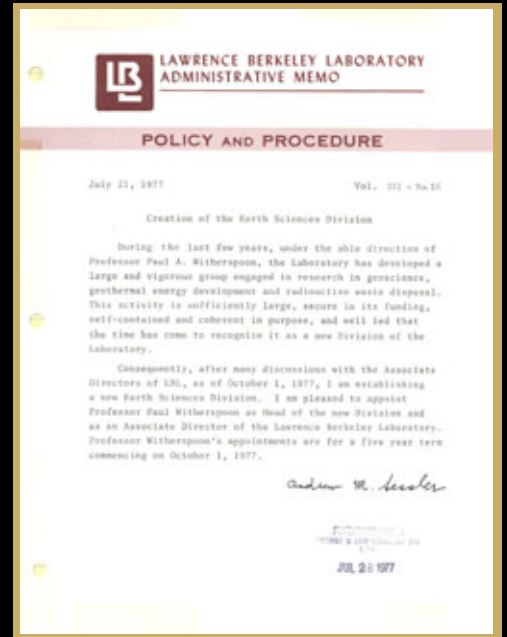 LBL
LAWRENCE BERKELEY LABORATORY
ADMINISTRATIVE MEMO
POLICY AND PROCEDURE
July 21, 1977 Vol. III - No.16
Creation of the Earth Sciences Division
During the last few years, under the able direction of
Professor Paul A. Witherspoon, the Laboratory has developed a
large and vigorous group engaged in research in geoscience,
geothermal energy development and radioactive waste disposal.
This activity is sufficiently large, secure in its funding,
self-contained and coherent in purpose, and well led that
the time has come to recognize it as a new Division of the
Laboratory.
Consequently, after many discussions with the Associate
Directors of LBL, as of October 1, 1977, I am establishing
a new Earth Sciences Division. I am pleased to appoint
Professor Paul Witherspoon as Head of the new Division and
as an Associate Director of the Lawrence Berkeley Laboratory.
Professor Witherspoon's appointments are for a five year term
commencing on October 1, 1977.
Andrew M. Sessler
JUL 28 1977